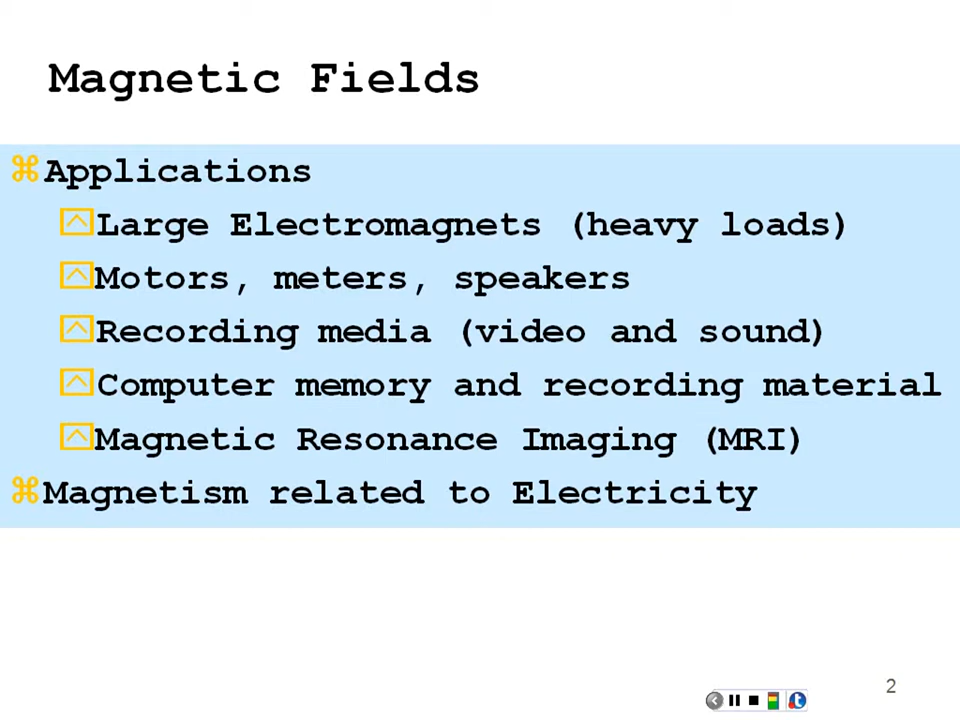 Magnetic Fields
⌘Applications
Large Electromagnets (heavy loads)
Motors, meters, speakers
Recording media (video and sound)
Computer memory and recording material
Magnetic Resonance Imaging (MRI)
⌘Magnetism related to Electricity
2